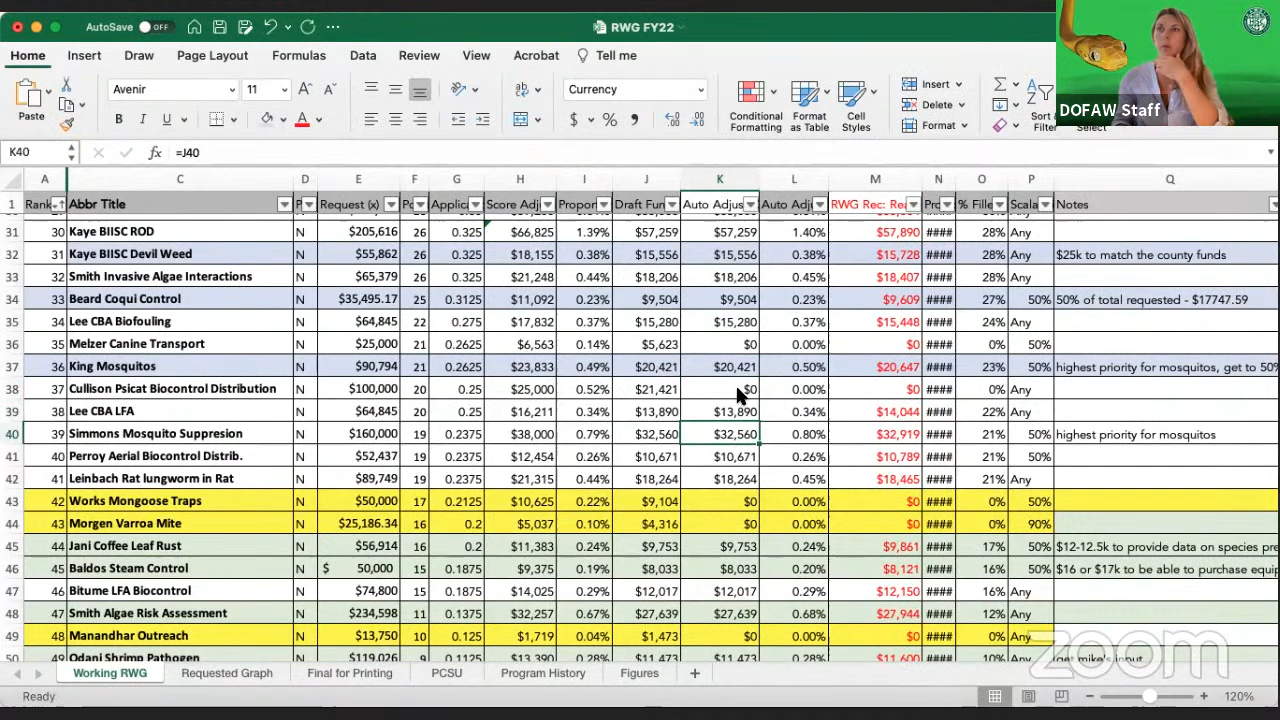 AutoSave OFF RWG FY22
Home Insert Draw Page Layout Formulas Data Review View Acrobat Tell me
Paste Avenir 11 Currency Conditional Formatting Format as Table Cell Styles Insert Delete Format Sort Filter Select
DOFAW Staff
K40 fx =J40
A C D E F G H I J K L M N O P Q
1 Rank Abbr Title P Request (x) Po Applica Score Adj Propor Draft Fun Auto Adjus Auto Adj RWG Rec: Re Pro % Fille Scala Notes
31 30 Kaye BIISC ROD N $205,616 26 0.325 $66,825 1.39% $57,259 $57,259 1.40% $57,890 #### 28% Any
32 31 Kaye BIISC Devil Weed N $55,862 26 0.325 $18,155 0.38% $15,556 $15,556 0.38% $15,728 #### 28% Any $25k to match the county funds
33 32 Smith Invasive Algae Interactions N $65,379 26 0.325 $21,248 0.44% $18,206 $18,206 0.45% $18,407 #### 28% Any
34 33 Beard Coqui Control N $35,495.17 25 0.3125 $11,092 0.23% $9,504 $9,504 0.23% $9,609 #### 27% 50% 50% of total requested - $17747.59
35 34 Lee CBA Biofouling N $64,845 22 0.275 $17,832 0.37% $15,280 $15,280 0.37% $15,448 #### 24% Any
36 35 Melzer Canine Transport N $25,000 21 0.2625 $6,563 0.14% $5,623 $0 0.00% $0 #### 0% 50%
37 36 King Mosquitos N $90,794 21 0.2625 $23,833 0.49% $20,421 $20,421 0.50% $20,647 #### 23% 50% highest priority for mosquitos, get to 50%
38 37 Cullison Psicat Biocontrol Distribution N $100,000 20 0.25 $25,000 0.52% $21,421 $0 0.00% $0 #### 0% Any
39 38 Lee CBA LFA N $64,845 20 0.25 $16,211 0.34% $13,890 $13,890 0.34% $14,044 #### 22% Any
40 39 Simmons Mosquito Suppresion N $160,000 19 0.2375 $38,000 0.79% $32,560 $32,560 0.80% $32,919 #### 21% 50% highest priority for mosquitos
41 40 Perroy Aerial Biocontrol Distrib. N $52,437 19 0.2375 $12,454 0.26% $10,671 $10,671 0.26% $10,789 #### 21% 50%
42 41 Leinbach Rat lungworm in Rat N $89,749 19 0.2375 $21,315 0.44% $18,264 $18,264 0.45% $18,465 #### 21% Any
43 42 Works Mongoose Traps N $50,000 17 0.2125 $10,625 0.22% $9,104 $0 0.00% $0 #### 0% 50%
44 43 Morgen Varroa Mite N $25,186.34 16 0.2 $5,037 0.10% $4,316 $0 0.00% $0 #### 0% 90%
45 44 Jani Coffee Leaf Rust N $56,914 16 0.2 $11,383 0.24% $9,753 $9,753 0.24% $9,861 #### 17% 50% $12-12.5k to provide data on species pre
46 45 Baldos Steam Control N $ 50,000 15 0.1875 $9,375 0.19% $8,033 $8,033 0.20% $8,121 #### 16% 50% $16 or $17k to be able to purchase equip
47 46 Bitume LFA Biocontrol N $74,800 15 0.1875 $14,025 0.29% $12,017 $12,017 0.29% $12,150 #### 16% Any
48 47 Smith Algae Risk Assessment N $234,598 11 0.1375 $32,257 0.67% $27,639 $27,639 0.68% $27,944 #### 12% Any
49 48 Manandhar Outreach N $13,750 10 0.125 $1,719 0.04% $1,473 $0 0.00% $0 #### 0% Any
50 49 Odani Shrimp Pathogen N $119,026 9 0.1125 $13,390 0.28% $11,473 $11,473 0.28% $11,600 #### 10% Any get mike's input
zoom
Working RWG Requested Graph Final for Printing PCSU Program History Figures +
Ready 120%